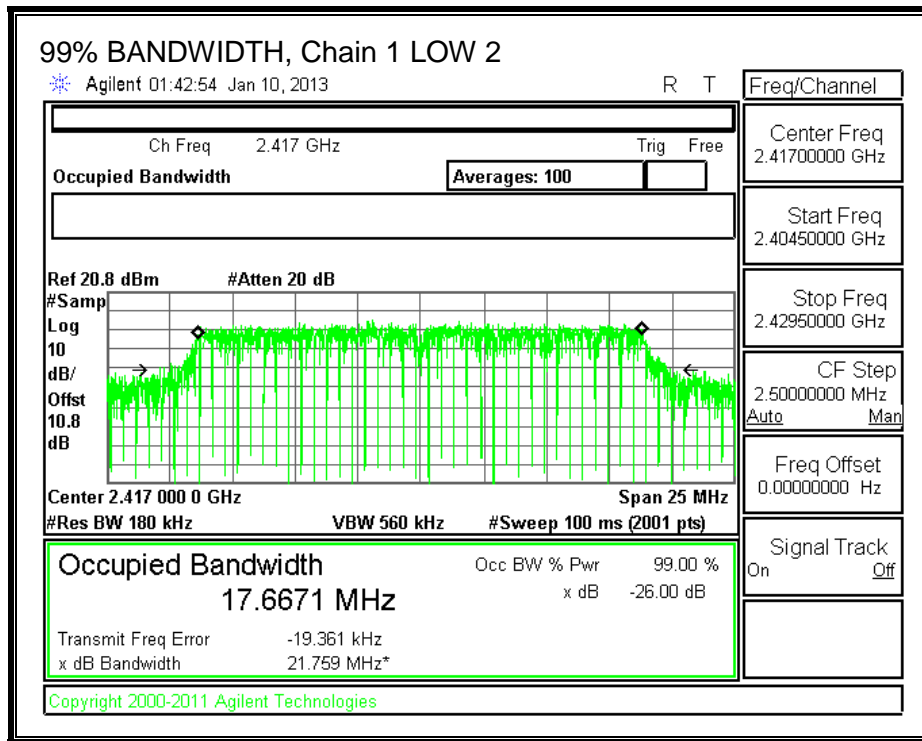 99% BANDWIDTH, Chain 1 LOW 2
Agilent 01:42:54 Jan 10, 2013 R T
Freq/Channel
Ch Freq 2.417 GHz Trig Free
Occupied Bandwidth Averages: 100
Center Freq
2.41700000 GHz
Start Freq
2.40450000 GHz
Stop Freq
2.42950000 GHz
CF Step
2.50000000 MHz
Auto Man
Freq Offset
0.00000000 Hz
Signal Track
On Off
Ref 20.8 dBm #Atten 20 dB
#Samp
Log
10
dB/
Offst
10.8
dB
Center 2.417 000 0 GHz Span 25 MHz
#Res BW 180 kHz VBW 560 kHz #Sweep 100 ms (2001 pts)
Occupied Bandwidth Occ BW % Pwr 99.00 %
17.6671 MHz x dB -26.00 dB
Transmit Freq Error -19.361 kHz
x dB Bandwidth 21.759 MHz*
Copyright 2000-2011 Agilent Technologies